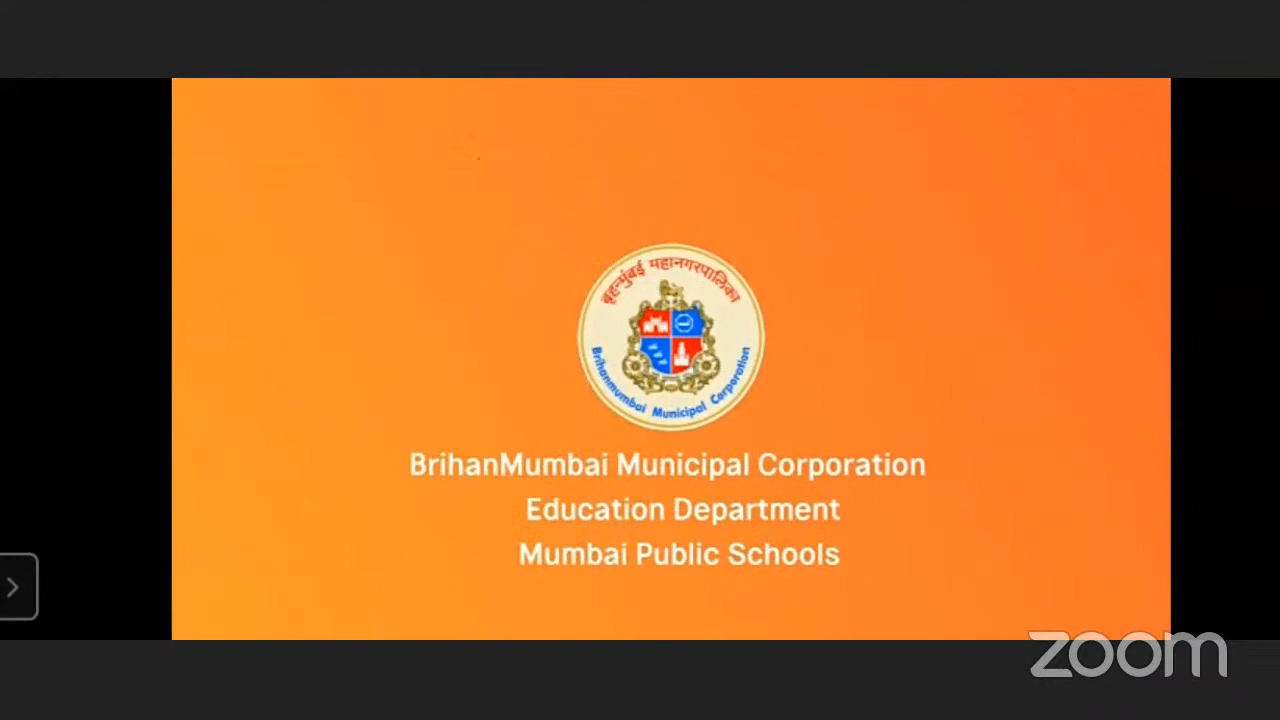 बृहन्मुंबई महानगरपालिका
Brihanmumbai Municipal Corporation
BrihanMumbai Municipal Corporation
Education Department
Mumbai Public Schools
zoom